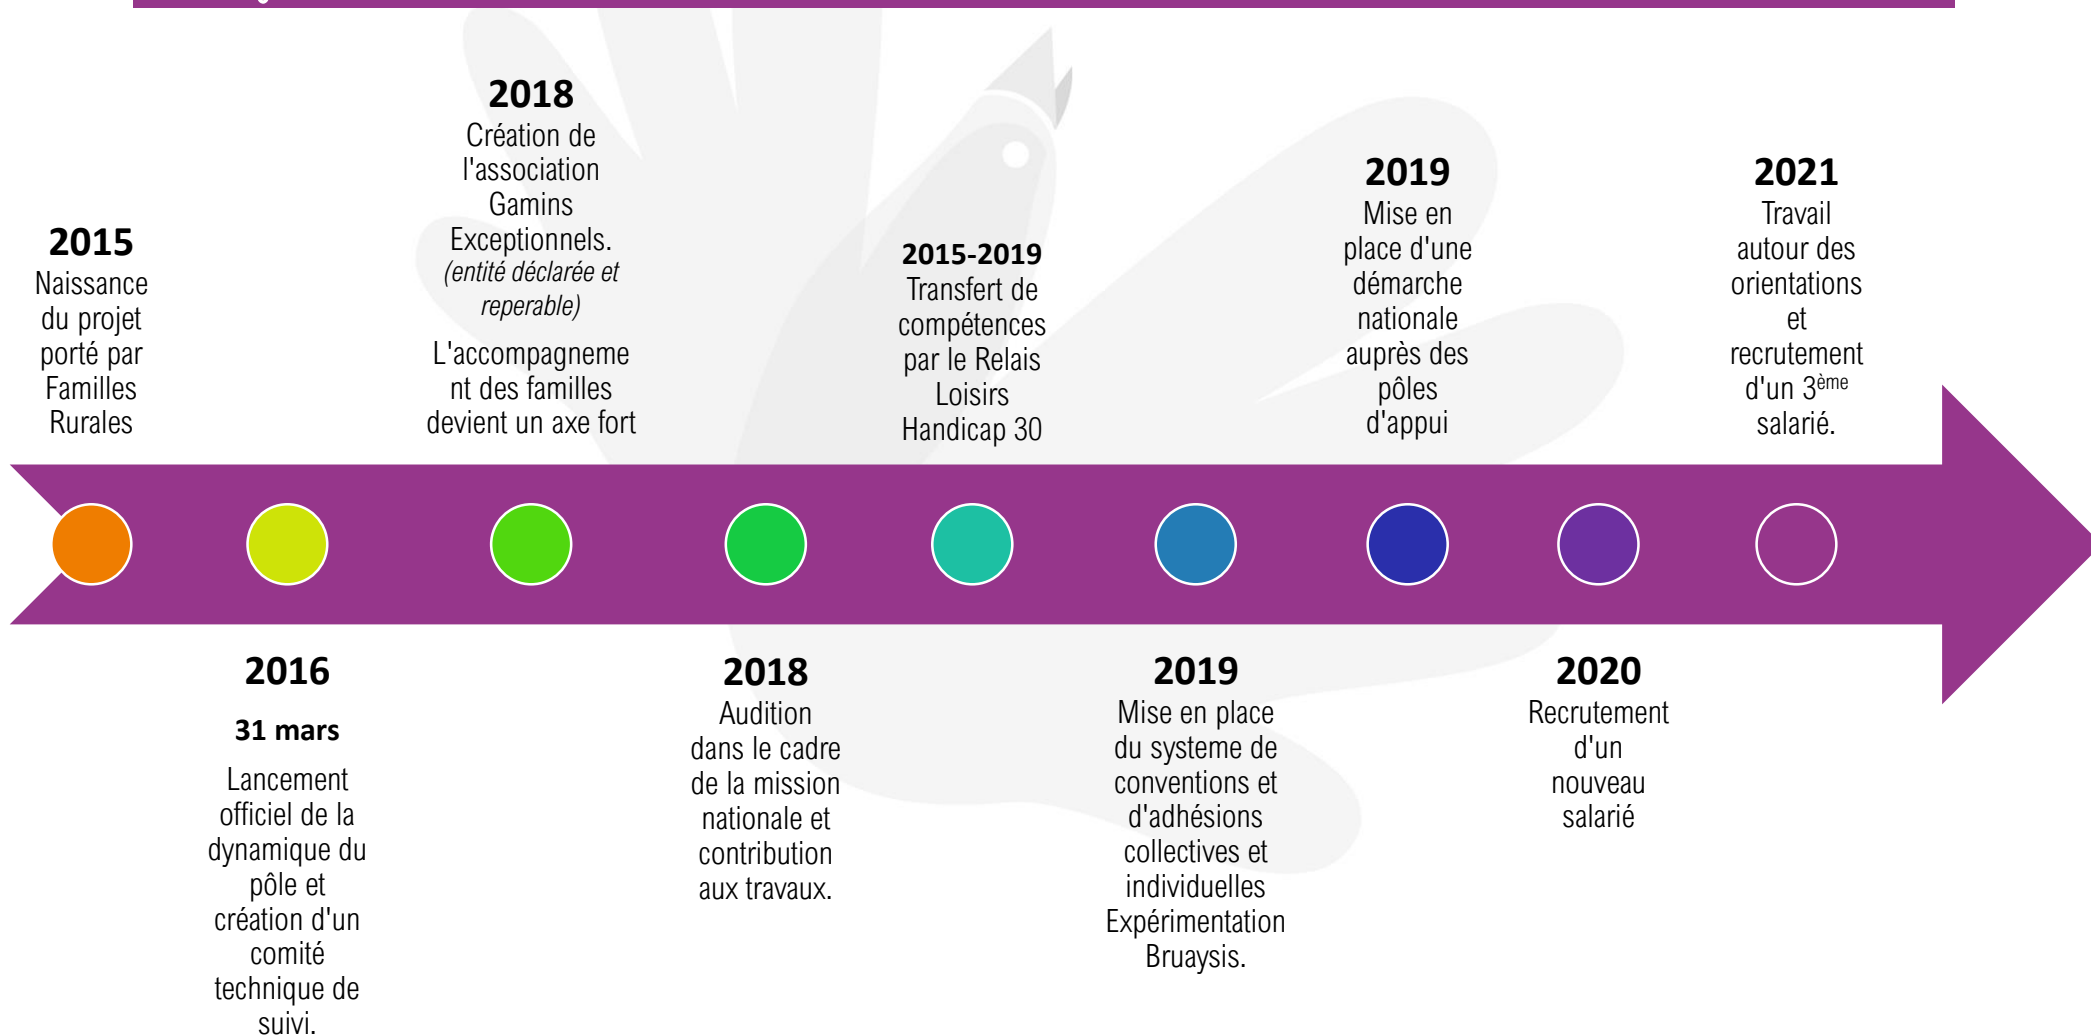 2015
Naissance
du projet
porté par
Familles
Rurales
2016
31 mars
Lancement
officiel de la
dynamique du
pôle et
création d'un
comité
technique de
suivi.
2018
Création de
l'association
Gamins
Exceptionnels.
(entité déclarée et
reperable)
L'accompagneme
nt des familles
devient un axe fort
2018
Audition
dans le cadre
de la mission
nationale et
contribution
aux travaux.
2015-2019
Transfert de
compétences
par le Relais
Loisirs
Handicap 30
2019
Mise en place
du systeme de
conventions et
d'adhésions
collectives et
individuelles
Expérimentation
Bruaysis.
2019
Mise en
place d'une
démarche
nationale
auprès des
pôles
d'appui
2020
Recrutement
d'un
nouveau
salarié
2021
Travail
autour des
orientations
et
recrutement
d'un 3ème
salarié.